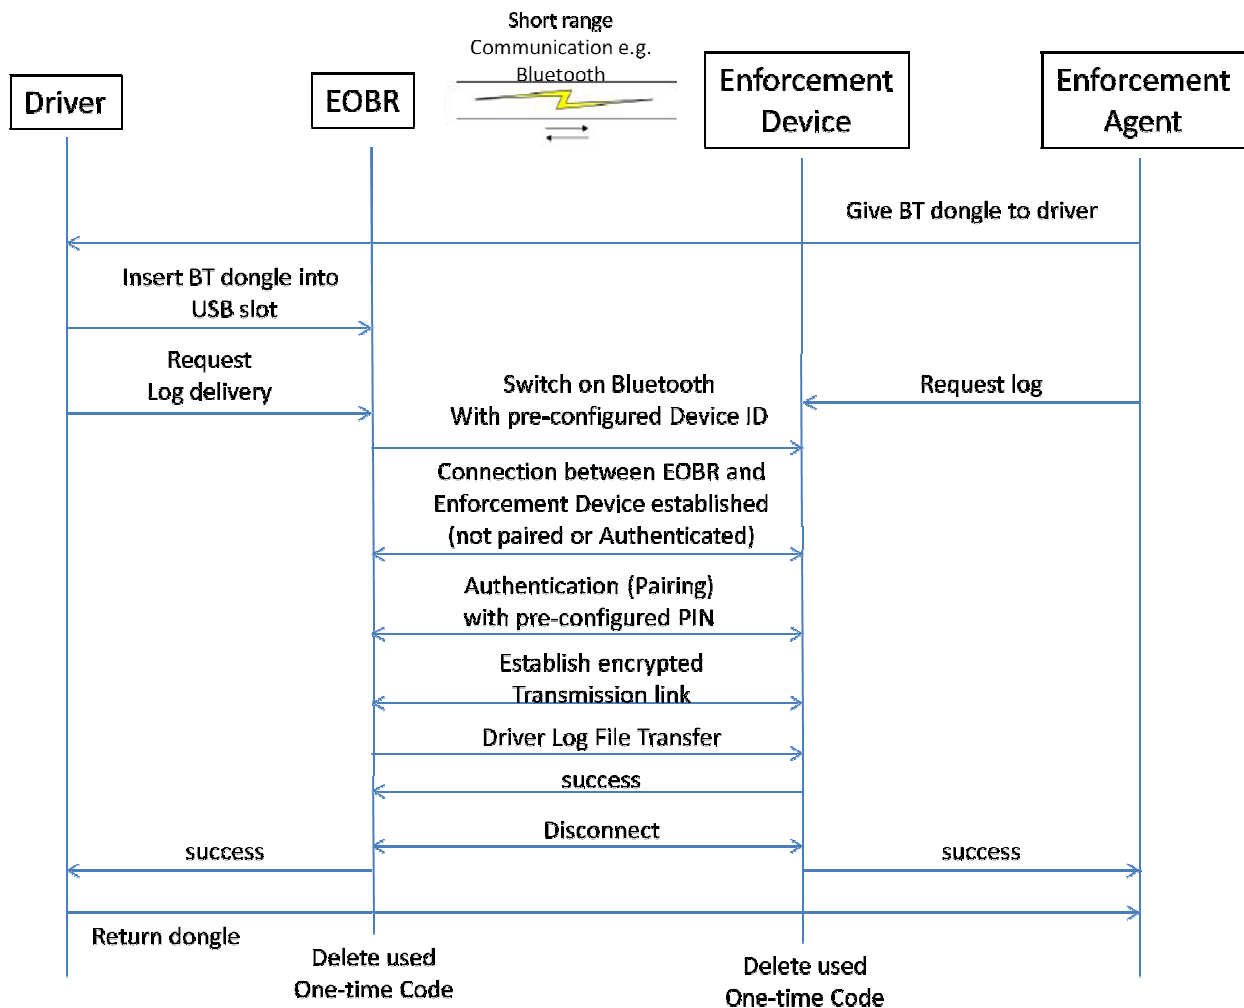 Short range
Communication e.g.
Bluetooth
Driver
EOBR
Enforcement
Device
Enforcement
Agent
Give BT dongle to driver
Insert BT dongle into
USB slot
Request
Log delivery
Switch on Bluetooth
With pre-configured Device ID
Request log
Connection between EOBR and
Enforcement Device established
(not paired or Authenticated)
Authentication (Pairing)
with pre-configured PIN
Establish encrypted
Transmission link
Driver Log File Transfer
success
Disconnect
success
success
Return dongle
Delete used
One-time Code
Delete used
One-time Code